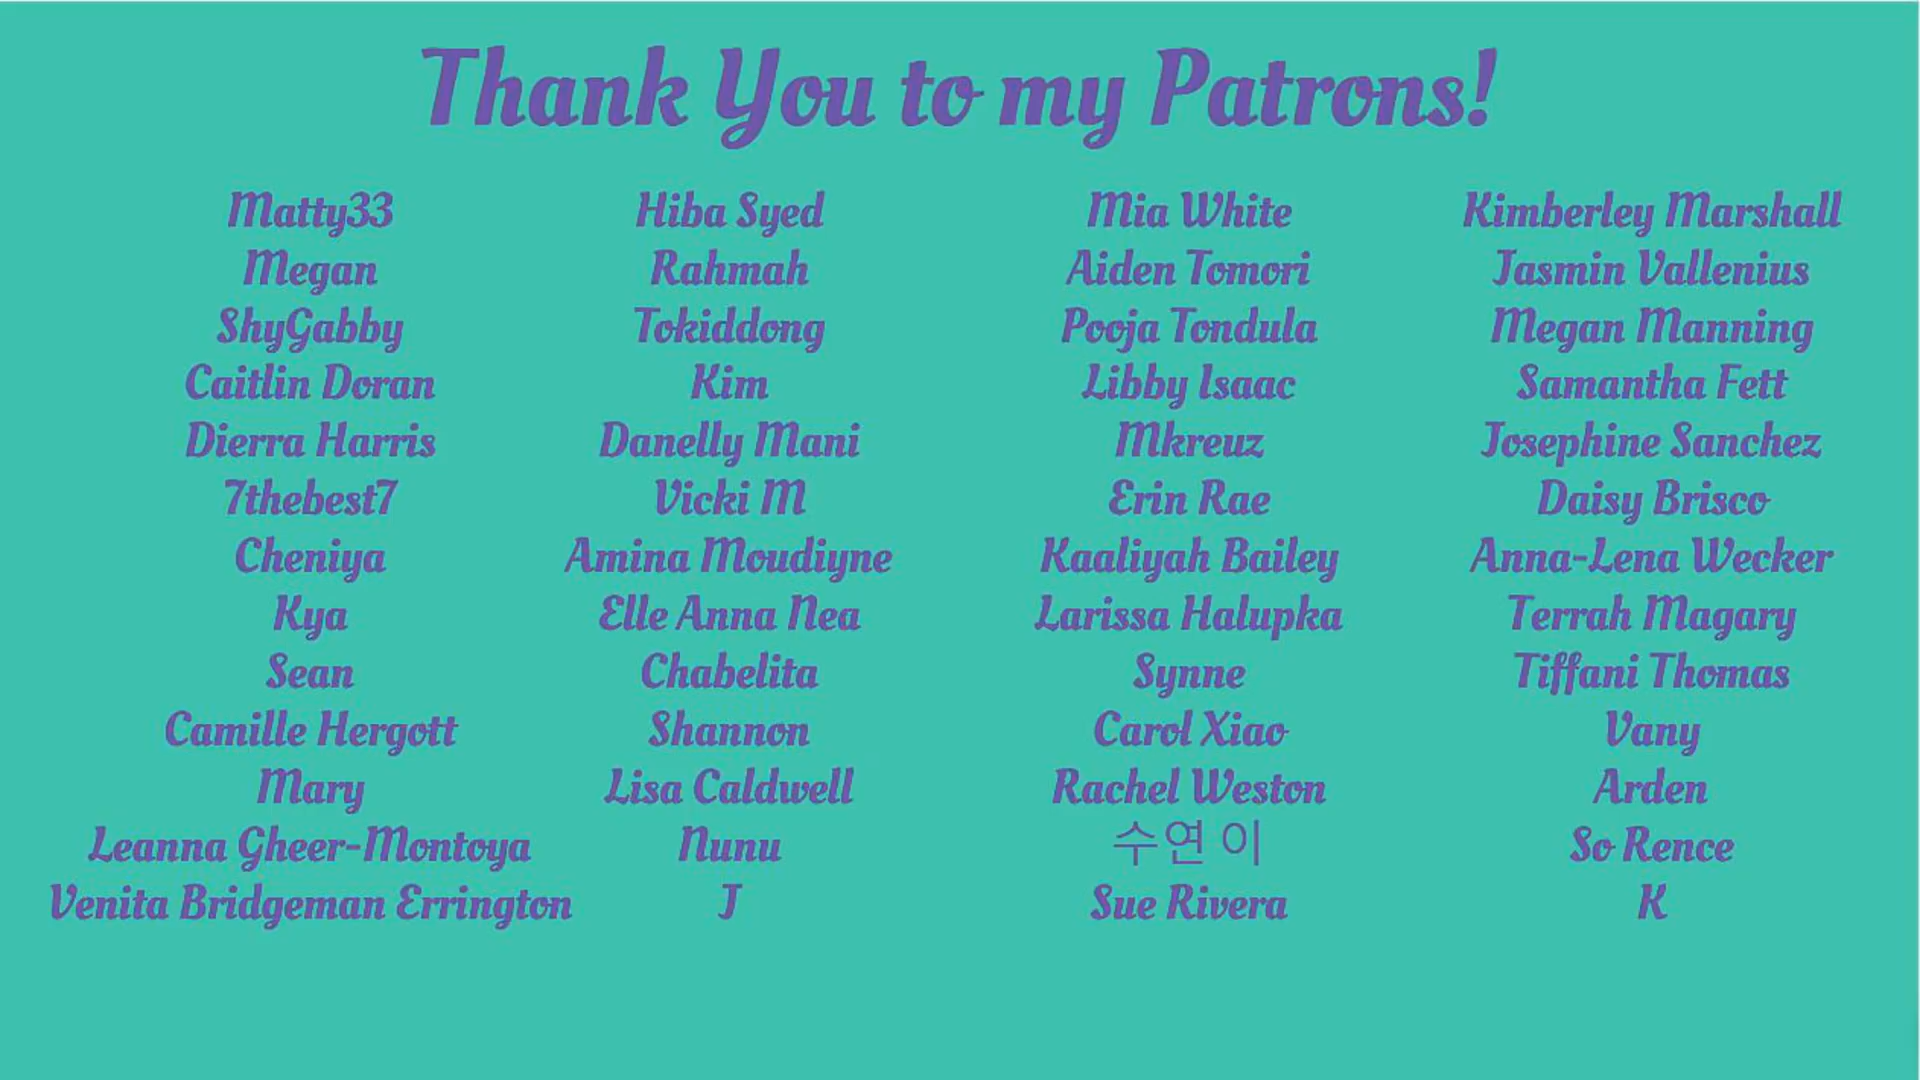 Thank You to my Patrons!
Matty33
Megan
ShyGabby
Caitlin Doran
Dierra Harris
7thebest7
Cheniya
Kya
Sean
Camille Hergott
Mary
Leanna Gheer-Montoya
Venita Bridgeman Errington
Hiba Syed
Rahmah
Tokiddong
Kim
Danelly Mani
Vicki M
Amina Moudiyne
Elle Anna Nea
Chabelita
Shannon
Lisa Caldwell
Nunu
J
Mia White
Aiden Tomori
Pooja Tondula
Libby Isaac
Mkreuz
Erin Rae
Kaaliyah Bailey
Larissa Halupka
Synne
Carol Xiao
Rachel Weston
수연 이
Sue Rivera
Kimberley Marshall
Jasmin Vallenius
Megan Manning
Samantha Fett
Josephine Sanchez
Daisy Brisco
Anna-Lena Wecker
Terrah Magary
Tiffani Thomas
Vany
Arden
So Rence
K